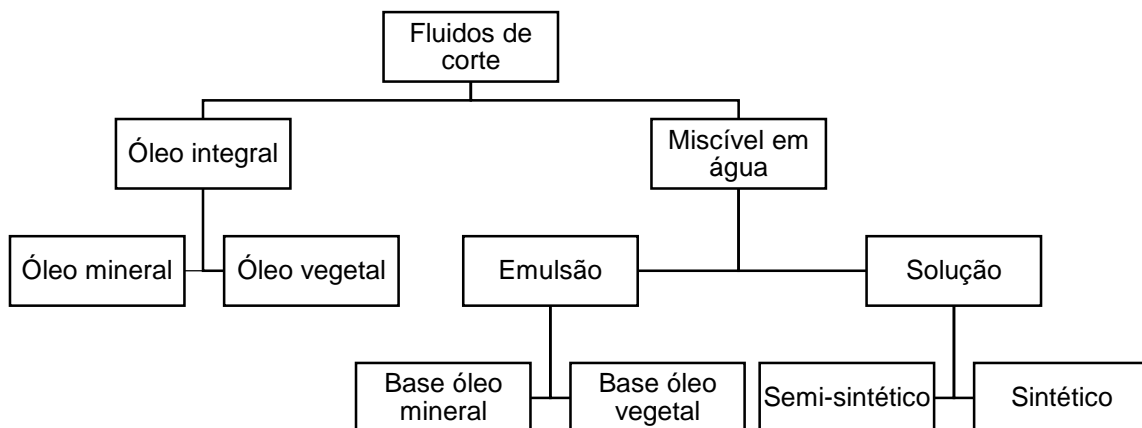 Fluidos de
corte
Óleo integral
Miscível em
água
Óleo mineral
Óleo vegetal
Emulsão
Solução
Base óleo
mineral
Base óleo
vegetal
Semi-sintético
Sintético